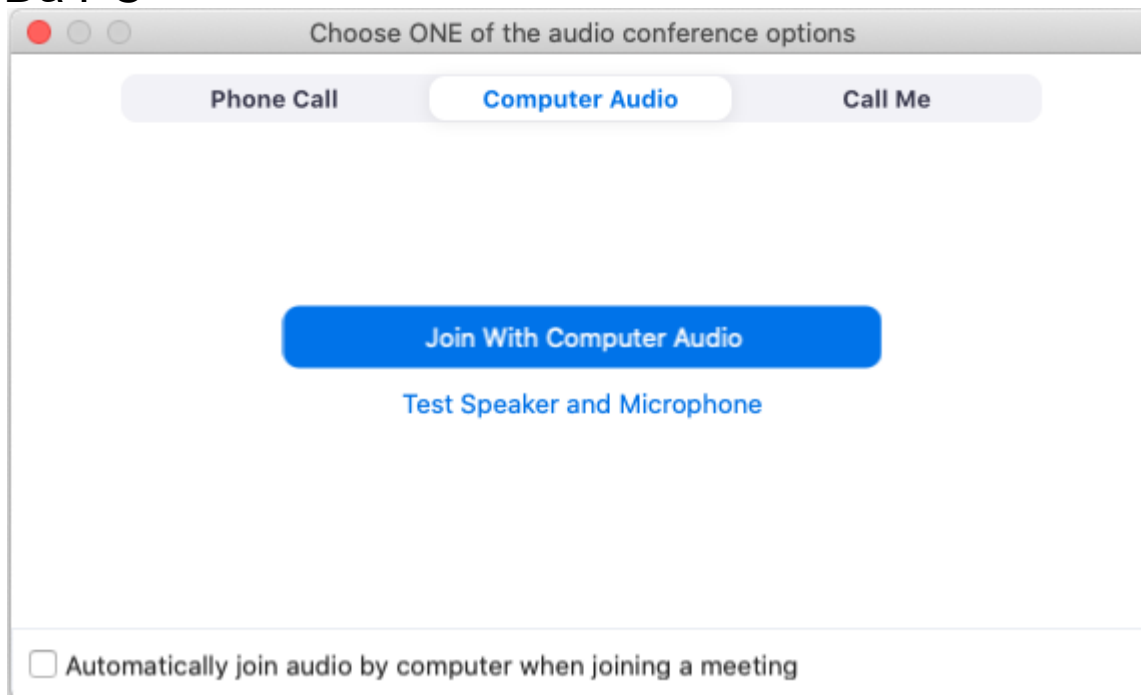 Choose ONE of the audio conference options
Phone Call Computer Audio Call Me
Join With Computer Audio
Test Speaker and Microphone
Automatically join audio by computer when joining a meeting